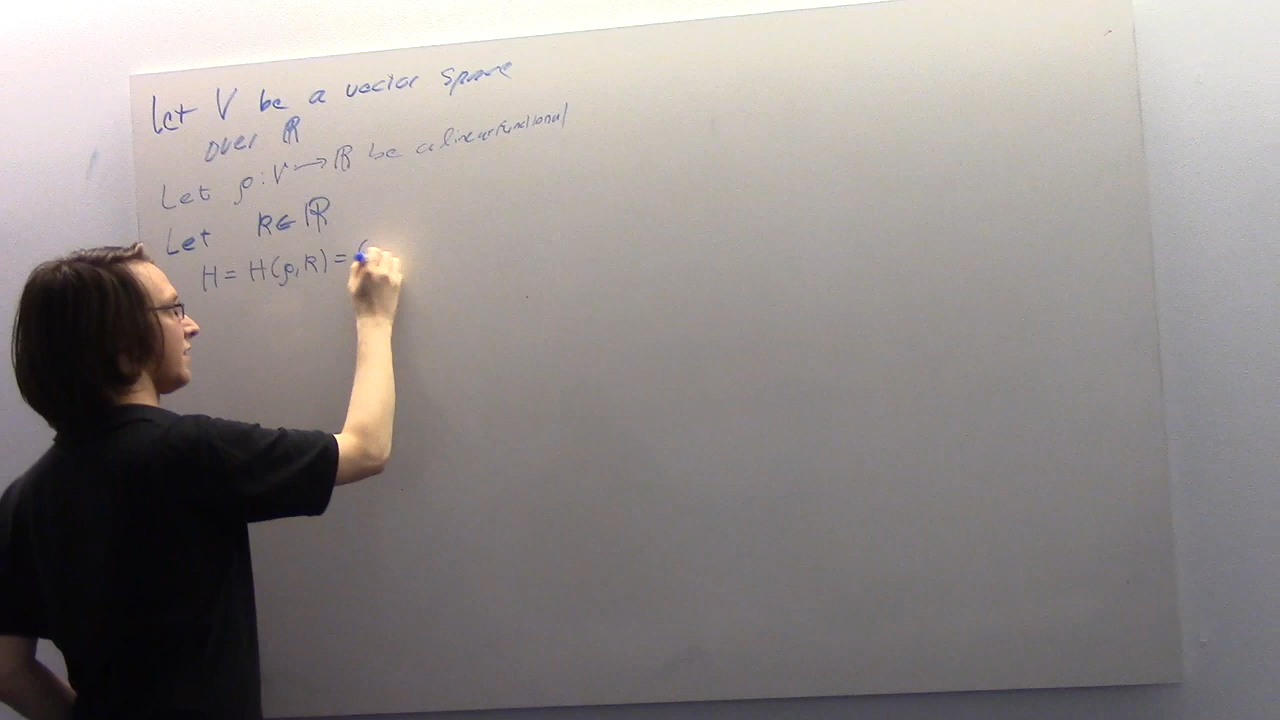 Let V be a vector space
over ℝ
Let ρ: V → ℝ be a linear functional
Let k ∈ ℝ
H = H(ρ, k) = {